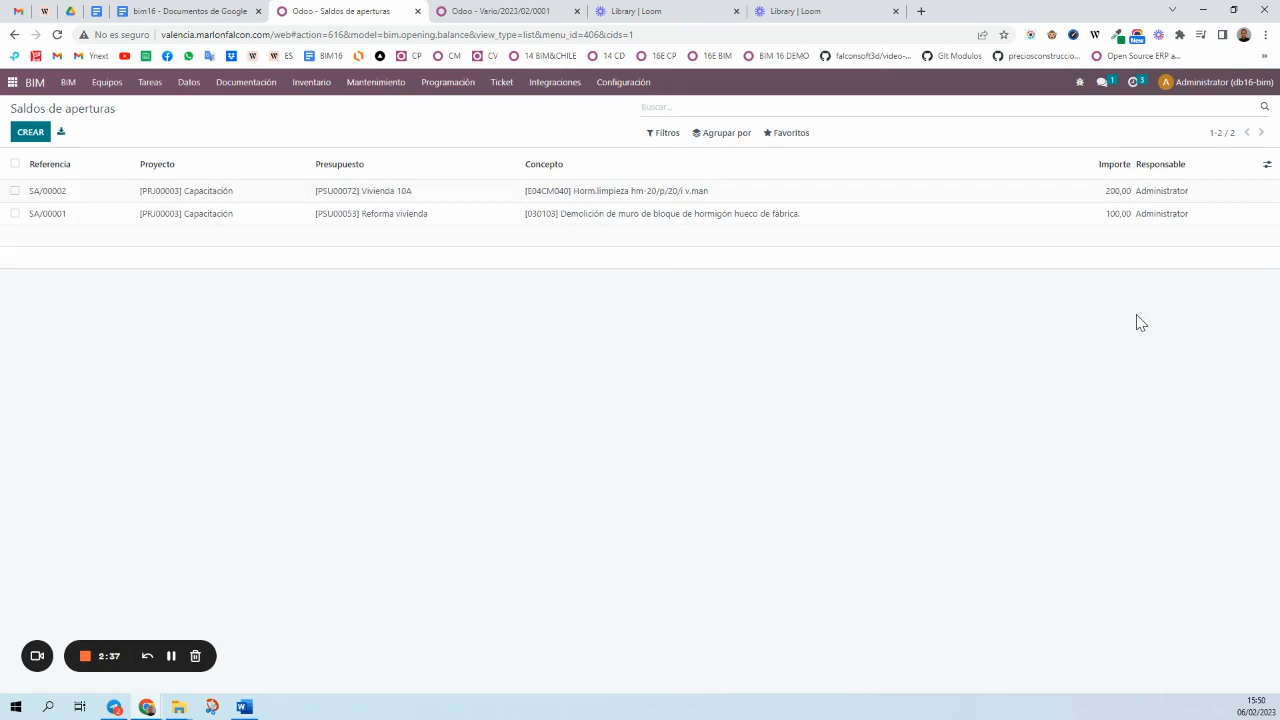 bim16 - Documentos de Google
Odoo - Saldos de aperturas
Odoo - Vario/2023/02/0001
Library | Loom
Library | Loom
No es seguro
valencia.marlonfalcon.com/web#action=616&model=bim.opening.balance&view_type=list&menu_id=406&cids=1
Ynext
ES
BIM16
CP
CM
CV
14 BIM&CHILE
14 CD
16E CP
16E BIM
BIM 16 DEMO
falconsoft3d/video-...
GIt Modulos
preciosconstruccio...
Open Source ERP a...
New
BIM
BIM
Equipos
Tareas
Datos
Documentación
Inventario
Mantenimiento
Programación
Ticket
Integraciones
Configuración
1
3
A
Administrator (db16-bim)
Saldos de aperturas
Buscar...
CREAR
Filtros
Agrupar por
Favoritos
1-2 / 2
Referencia
Proyecto
Presupuesto
Concepto
Importe
Responsable
SA/00002
[PRJ00003] Capacitación
[PSU00072] Vivienda 10A
[E04CM040] Horm.limpieza hm-20/p/20/i v.man
200,00
Administrator
SA/00001
[PRJ00003] Capacitación
[PSU00053] Reforma vivienda
[030103] Demolición de muro de bloque de hormigón hueco de fábrica.
100,00
Administrator
2:37
15:50
06/02/2023